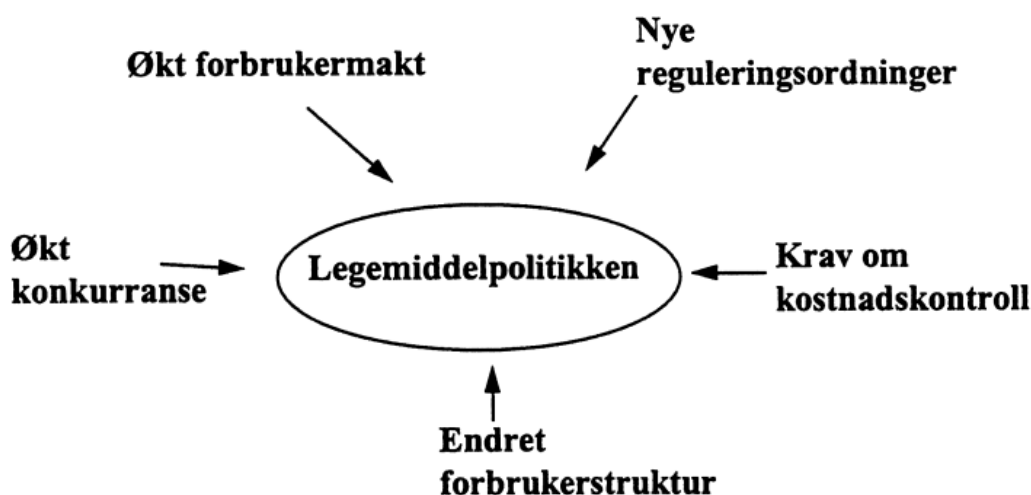 Økt forbrukermakt
Nye
reguleringsordninger
Økt
konkurranse
Legemiddelpolitikken
Krav om
kostnadskontroll
Endret
forbrukerstruktur